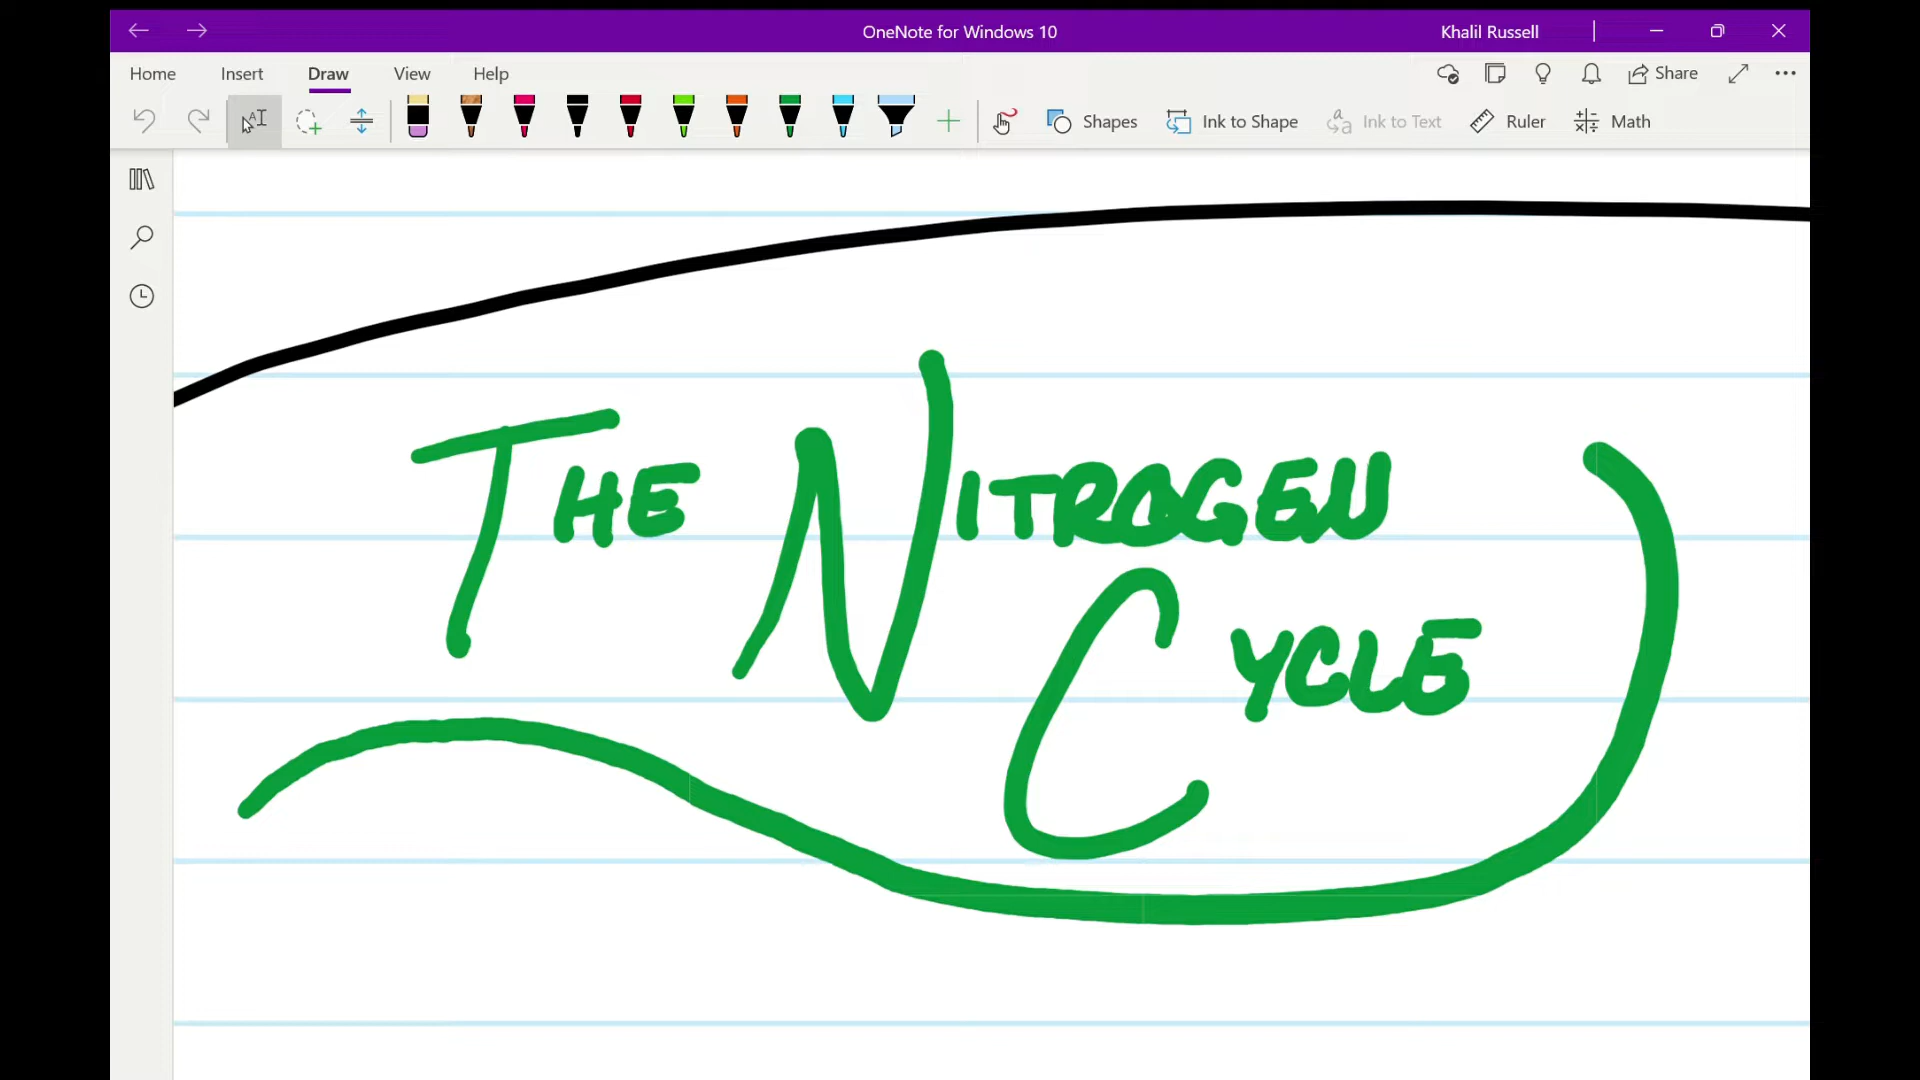 OneNote for Windows 10
Khalil Russell
Home Insert Draw View Help
Share
Shapes Ink to Shape Ink to Text Ruler Math
THE NITROGEN
CYCLE